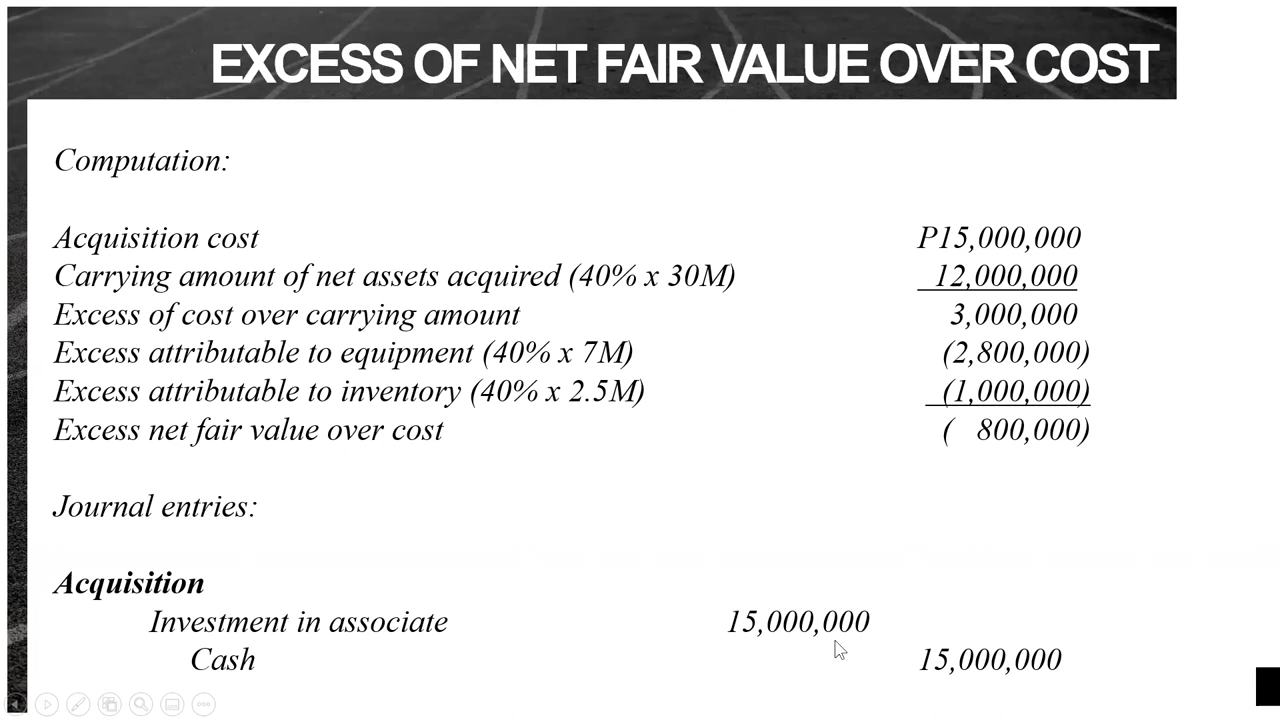 EXCESS OF NET FAIR VALUE OVER COST
Computation:
Acquisition cost P15,000,000
Carrying amount of net assets acquired (40% x 30M) 12,000,000
Excess of cost over carrying amount 3,000,000
Excess attributable to equipment (40% x 7M) (2,800,000)
Excess attributable to inventory (40% x 2.5M) (1,000,000)
Excess net fair value over cost ( 800,000)
Journal entries:
Acquisition
Investment in associate 15,000,000
Cash 15,000,000